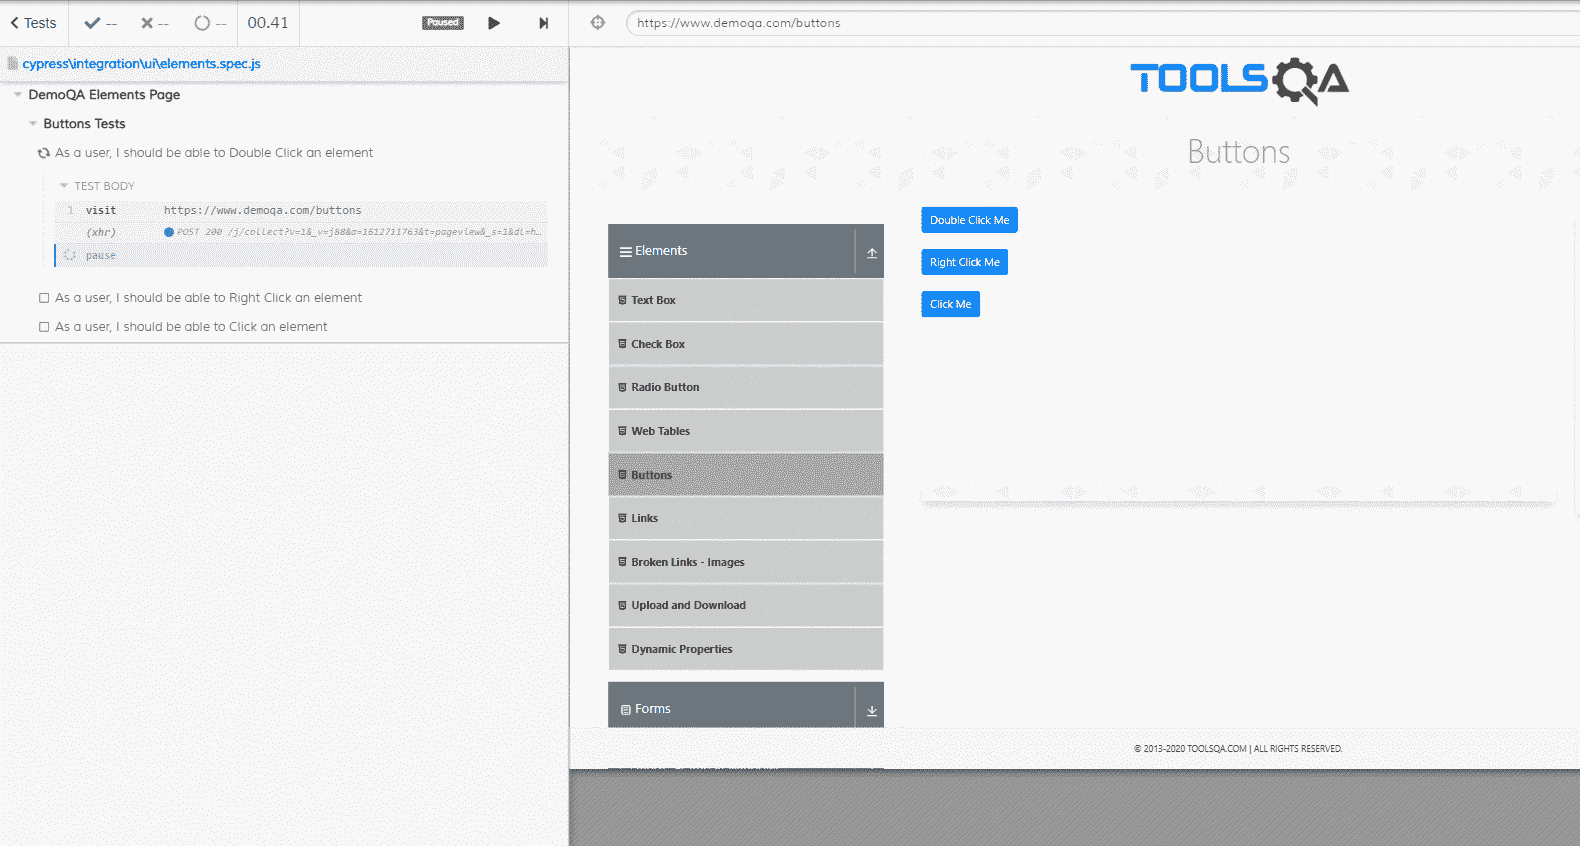 Tests -- -- -- 00.41 Paused
https://www.demoqa.com/buttons
cypress\integration\ui\elements.spec.js
DemoQA Elements Page
Buttons Tests
As a user, I should be able to Double Click an element
TEST BODY
1 visit https://www.demoqa.com/buttons
(xhr) POST 200 /j/collect?v=1&_v=j88&a=1612711763&t=pageview&_s=1&dl=h…
pause
As a user, I should be able to Right Click an element
As a user, I should be able to Click an element
TOOLSQA
Buttons
Elements
Text Box
Check Box
Radio Button
Web Tables
Buttons
Links
Broken Links - Images
Upload and Download
Dynamic Properties
Forms
Double Click Me
Right Click Me
Click Me
© 2013-2020 TOOLSQA.COM | ALL RIGHTS RESERVED.